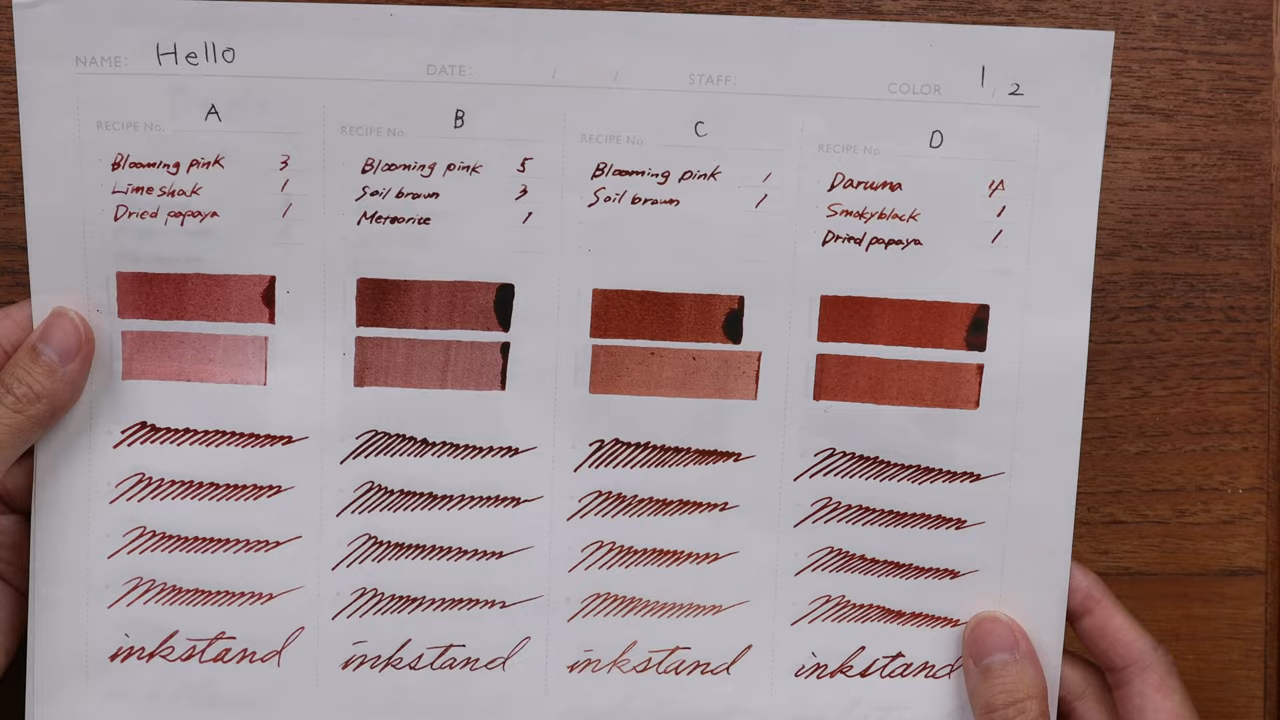 NAME: Hello DATE: / / STAFF: COLOR 1 / 2
RECIPE No. A
Blooming pink 3
Lime shak 1
Dried papaya 1
inkstand
RECIPE No. B
Blooming pink 5
Soil brown 3
Meteorite 1
inkstand
RECIPE No. C
Blooming pink 1
Soil brown 1
inkstand
RECIPE No. D
Daruma
Smokyblack 1
Dried papaya 1
inkstand